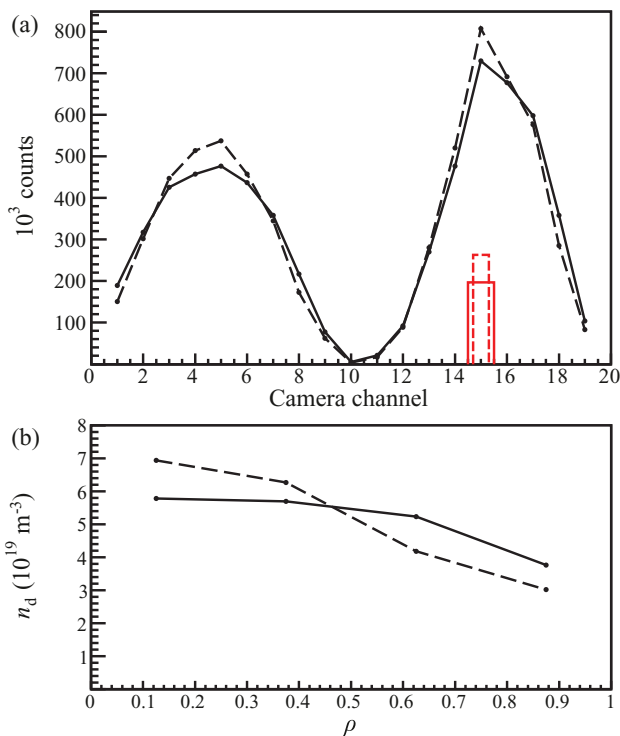 (a)
800
700
600
500
400
300
200
100
10³ counts
0 2 4 6 8 10 12 14 16 18 20
Camera channel
(b)
8
7
6
5
4
3
2
1
n_d (10¹⁹ m⁻³)
0 0.1 0.2 0.3 0.4 0.5 0.6 0.7 0.8 0.9 1
ρ